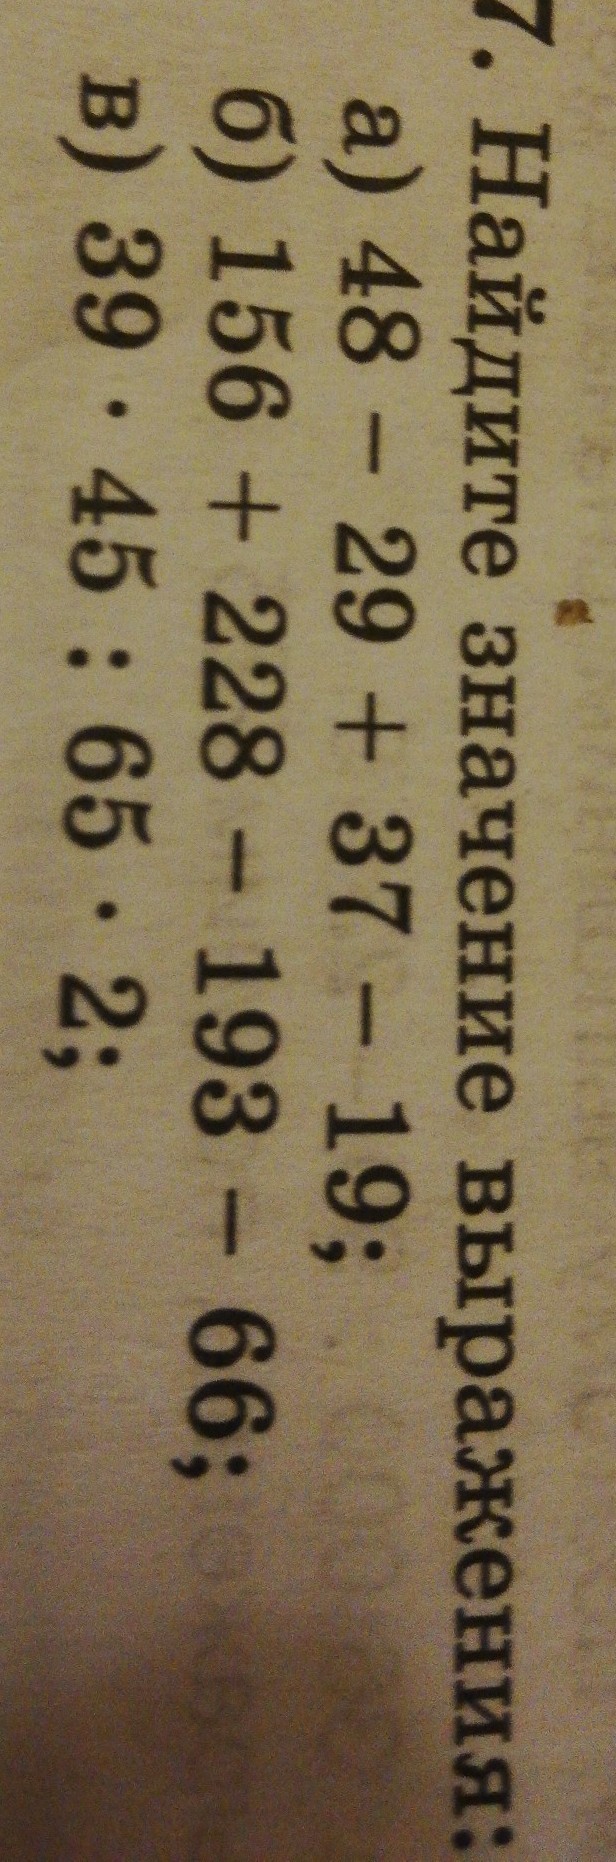 7. Найдите значение выражения:
а) 48 - 29 + 37 - 19;
б) 156 + 228 - 193 - 66;
в) 39 · 45 : 65 · 2;